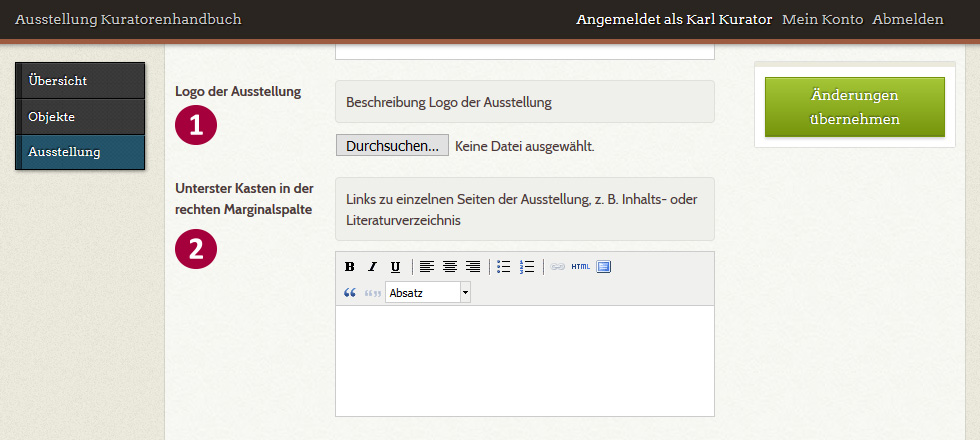 Ausstellung Kuratorenhandbuch
Angemeldet als Karl Kurator Mein Konto Abmelden
Übersicht
Objekte
Ausstellung
Logo der Ausstellung
1
Beschreibung Logo der Ausstellung
Durchsuchen... Keine Datei ausgewählt.
Unterster Kasten in der
rechten Marginalspalte
2
Links zu einzelnen Seiten der Ausstellung, z. B. Inhalts- oder
Literaturverzeichnis
B I U HTML
Absatz
Änderungen
übernehmen